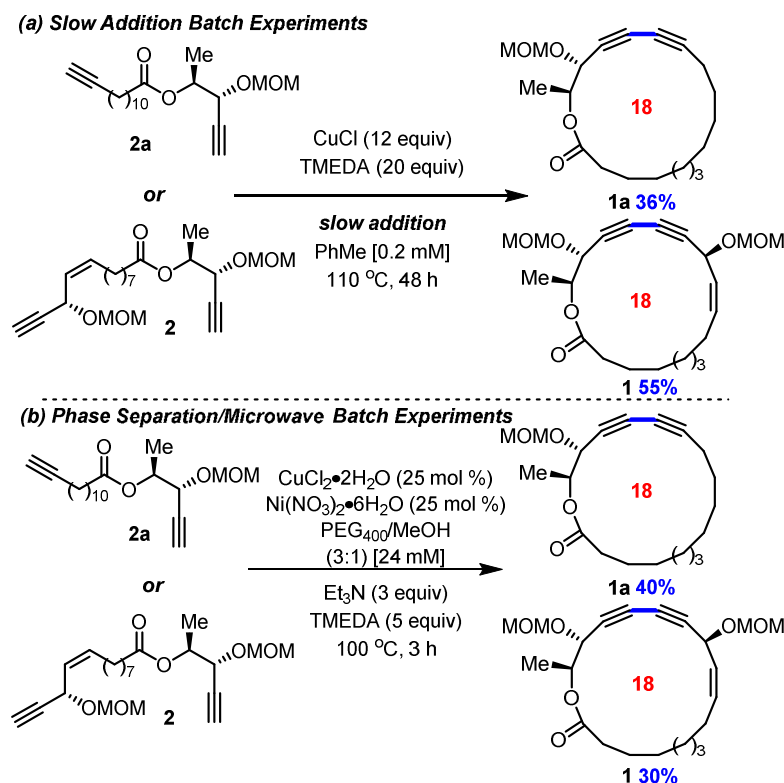 (a) Slow Addition Batch Experiments
O
Me
OMOM
( )10
O
2a
or
Me
O
OMOM
( )7
O
OMOM
2
CuCl (12 equiv)
TMEDA (20 equiv)
slow addition
PhMe [0.2 mM]
110 °C, 48 h
MOMO
Me
18
O
O
( )3
1a 36%
MOMO
OMOM
Me
18
O
O
( )3
1 55%
(b) Phase Separation/Microwave Batch Experiments
O
Me
OMOM
( )10
O
2a
or
Me
O
OMOM
( )7
O
OMOM
2
CuCl₂•2H₂O (25 mol %)
Ni(NO₃)₂•6H₂O (25 mol %)
PEG₄₀₀/MeOH
(3:1) [24 mM]
Et₃N (3 equiv)
TMEDA (5 equiv)
100 °C, 3 h
MOMO
Me
18
O
O
( )3
1a 40%
MOMO
OMOM
Me
18
O
O
( )3
1 30%